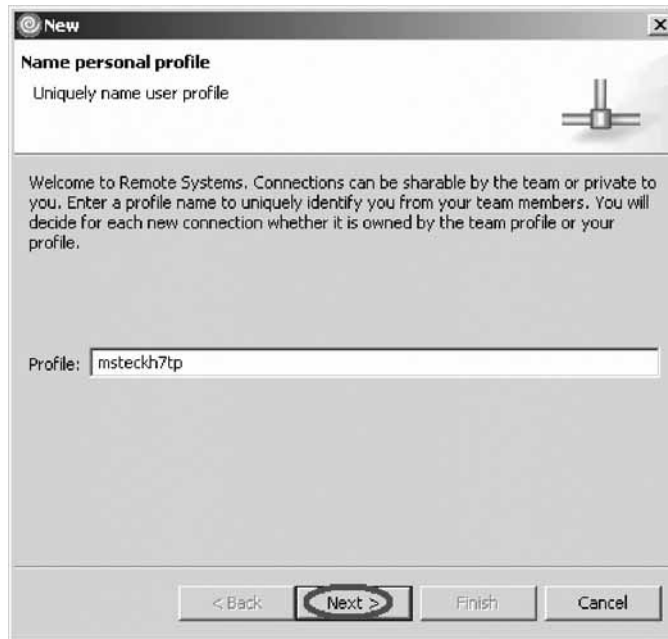 New
Name personal profile
Uniquely name user profile
Welcome to Remote Systems. Connections can be sharable by the team or private to
you. Enter a profile name to uniquely identify you from your team members. You will
decide for each new connection whether it is owned by the team profile or your
profile.
Profile: msteckh7tp
< Back Next > Finish Cancel